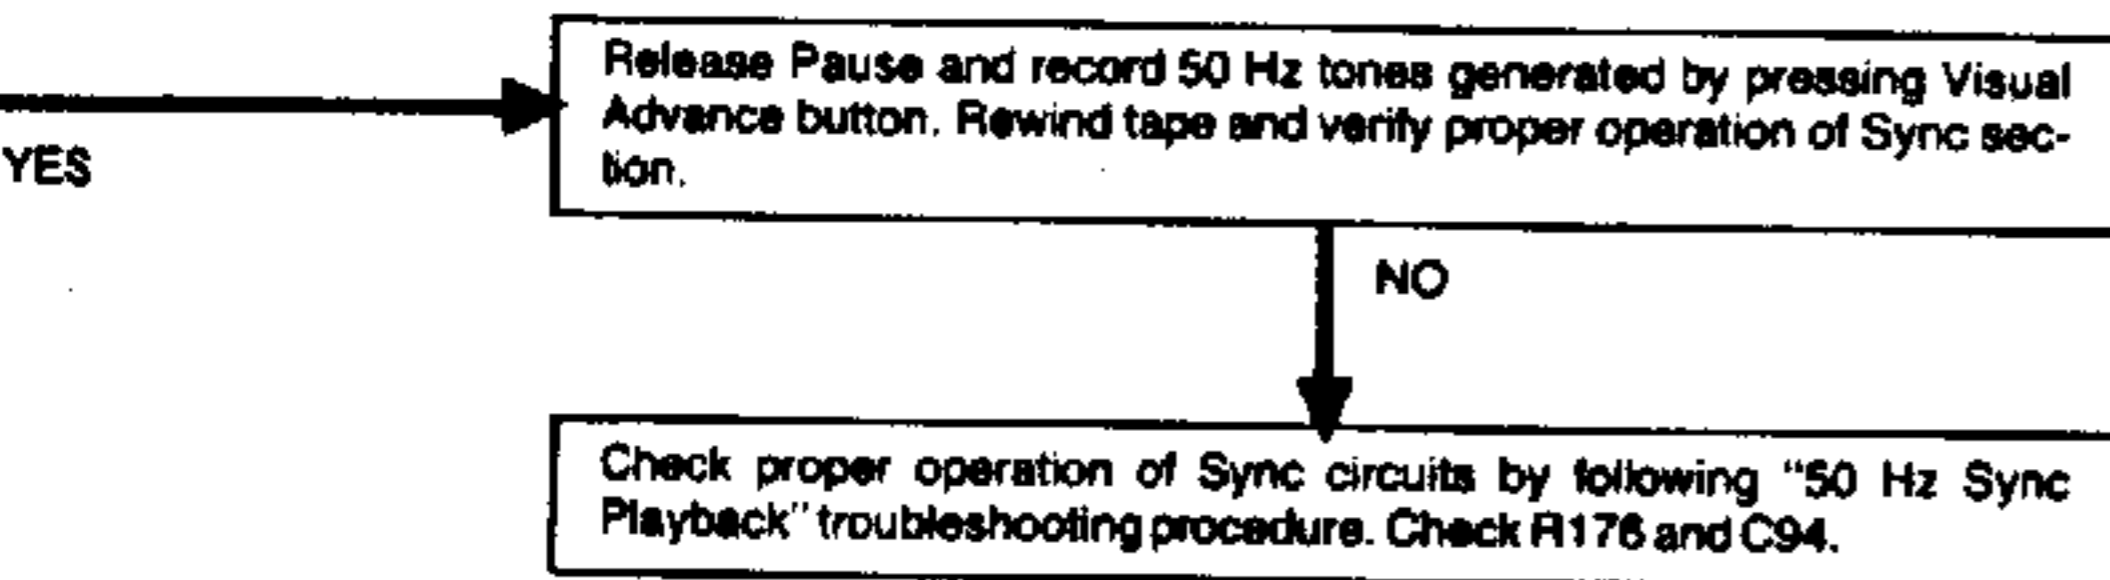 Release Pause and record 50 Hz tones generated by pressing Visual
Advance button. Rewind tape and verify proper operation of Sync sec-
tion.
YES
NO
Check proper operation of Sync circuits by following "50 Hz Sync
Playback" troubleshooting procedure. Check R176 and C94.